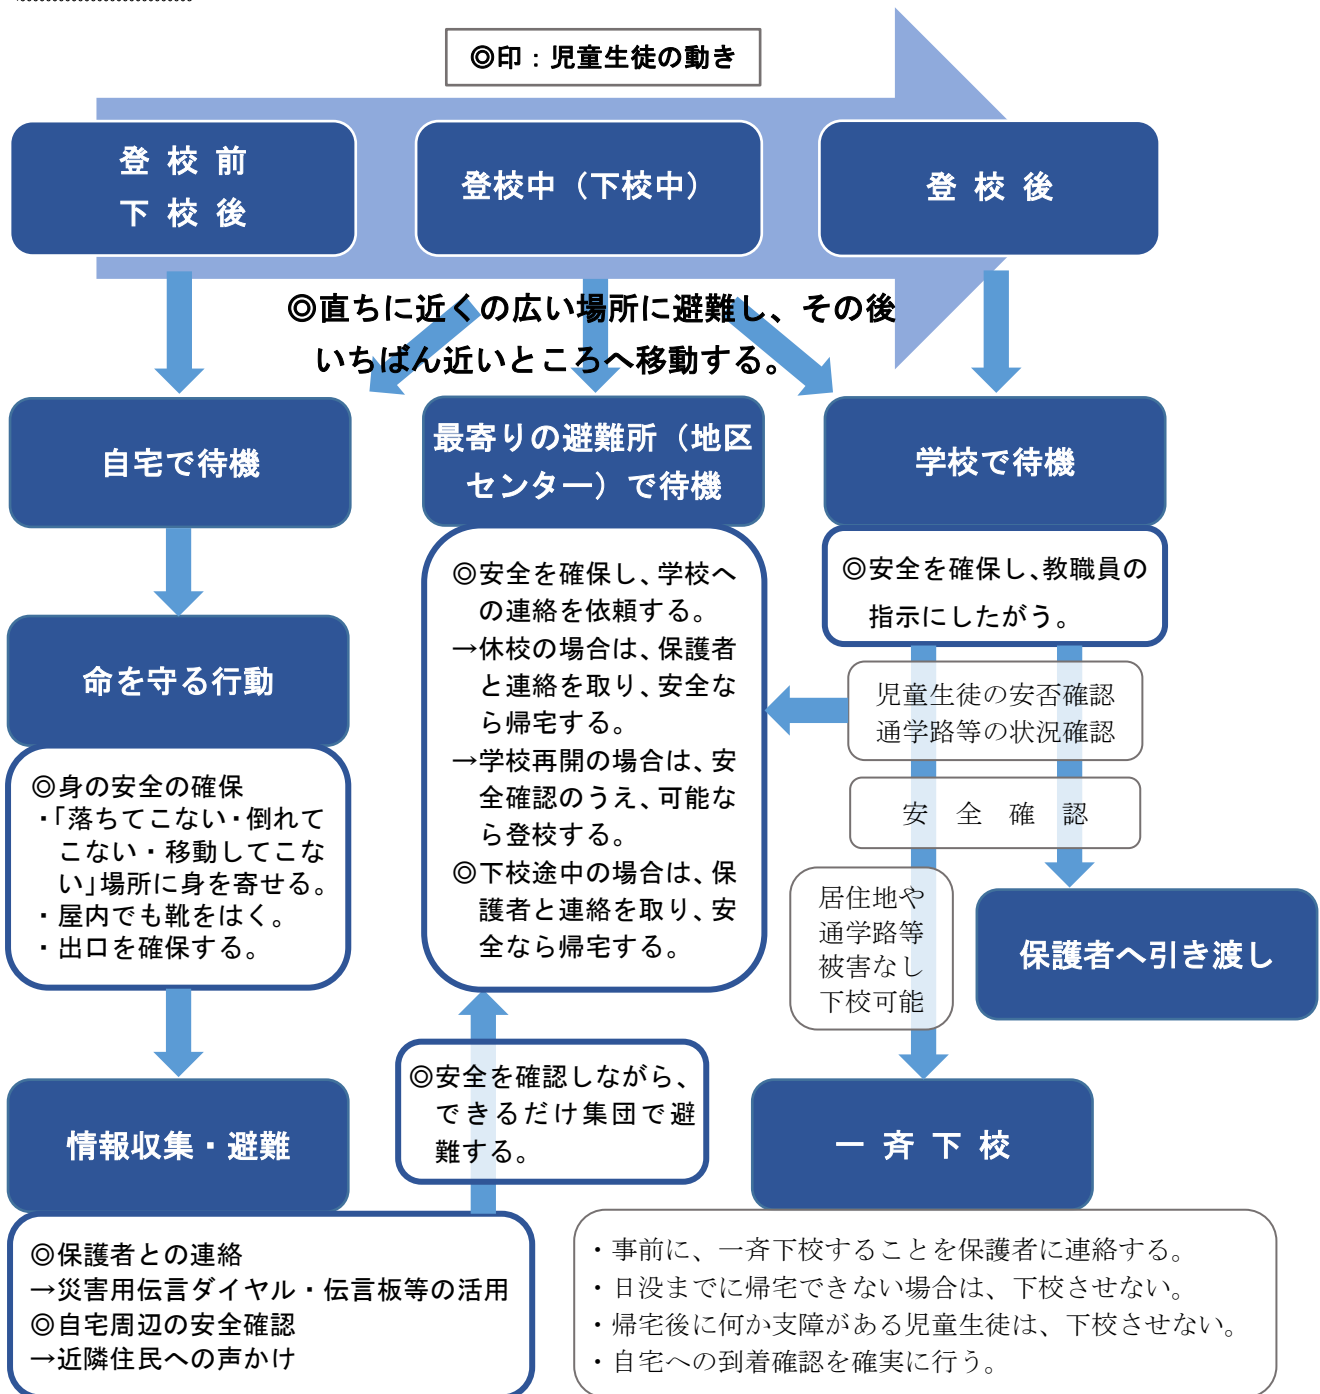 ◎印：児童生徒の動き
登 校 前
下 校 後
登校中（下校中）
登 校 後
◎直ちに近くの広い場所に避難し、その後
いちばん近いところへ移動する。
自宅で待機
最寄りの避難所（地区
センター）で待機
学校で待機
◎安全を確保し、学校へ
の連絡を依頼する。
→休校の場合は、保護者
と連絡を取り、安全な
ら帰宅する。
→学校再開の場合は、安
全確認のうえ、可能な
ら登校する。
◎下校途中の場合は、保
護者と連絡を取り、安
全なら帰宅する。
◎安全を確保し、教職員の
指示にしたがう。
児童生徒の安否確認
通学路等の状況確認
安 全 確 認
居住地や
通学路等
被害なし
下校可能
保護者へ引き渡し
命を守る行動
◎身の安全の確保
・「落ちてこない・倒れて
こない・移動してこな
い」場所に身を寄せる。
・屋内でも靴をはく。
・出口を確保する。
◎安全を確認しながら、
できるだけ集団で避
難する。
情報収集・避難
一 斉 下 校
◎保護者との連絡
→災害用伝言ダイヤル・伝言板等の活用
◎自宅周辺の安全確認
→近隣住民への声かけ
・事前に、一斉下校することを保護者に連絡する。
・日没までに帰宅できない場合は、下校させない。
・帰宅後に何か支障がある児童生徒は、下校させない。
・自宅への到着確認を確実に行う。